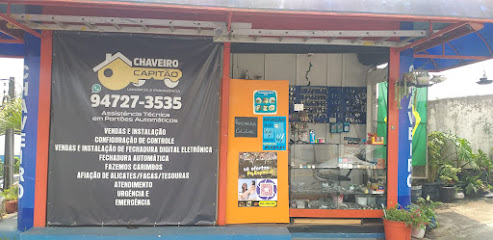 CHAVEIRO
CAPITÃO
94727-3535
Assistência Técnica
em Portões Automáticos
VENDAS E INSTALAÇÃO
CONFIGURAÇÃO DE CONTROLE
VENDAS E INSTALAÇÃO DE FECHADURA DIGITAL ELETRÔNICA
FECHADURA AUTOMÁTICA
FAZEMOS CARIMBOS
AFIAÇÃO DE ALICATES/FACAS/TESOURAS
ATENDIMENTO
URGÊNCIA E
EMERGÊNCIA